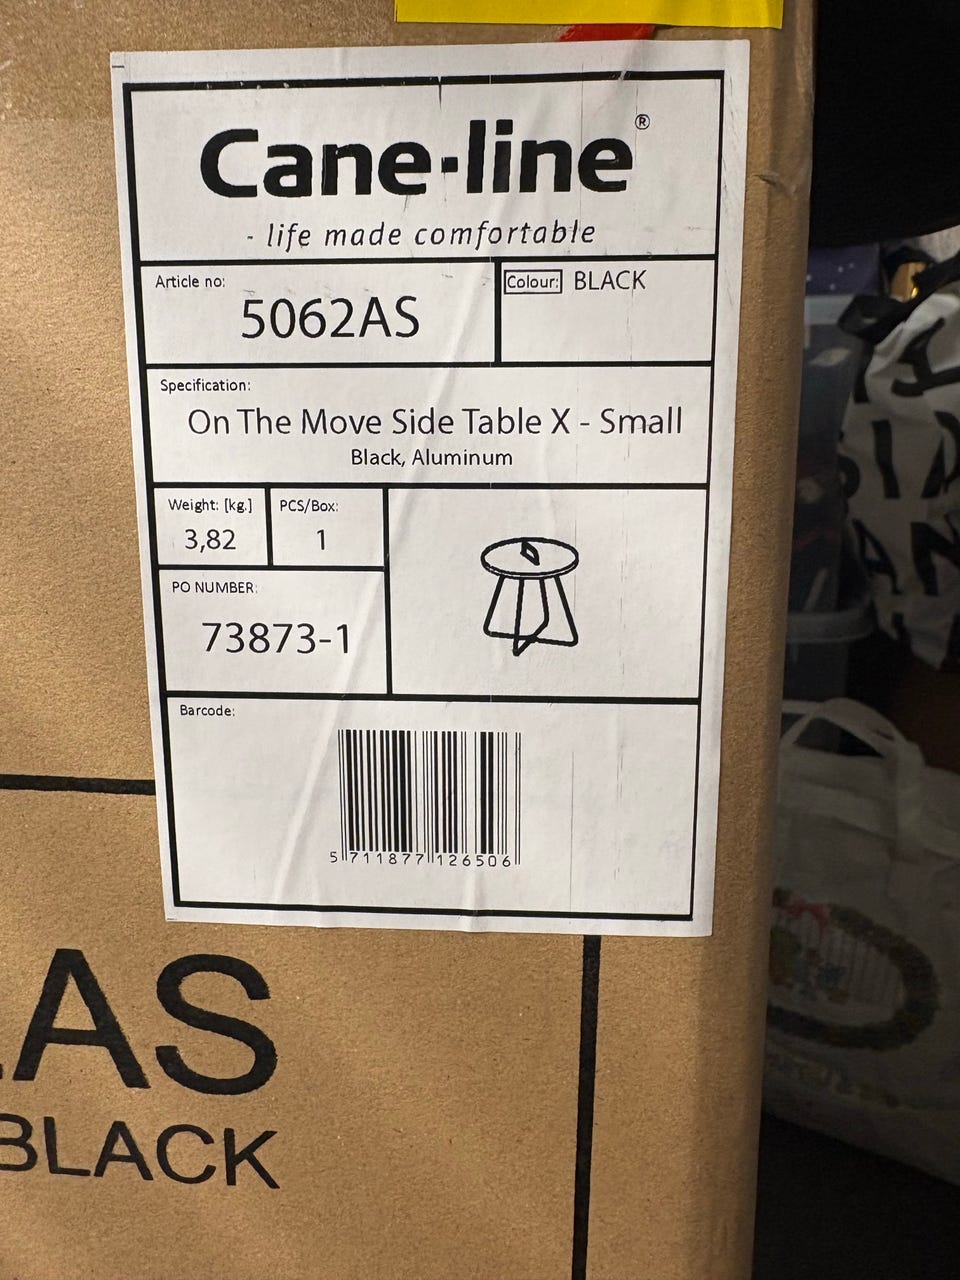 Cane-line®
- life made comfortable
Article no:
5062AS
Colour: BLACK
Specification:
On The Move Side Table X - Small
Black, Aluminum
Weight: [kg.]
3,82
PCS/Box:
1
PO NUMBER:
73873-1
Barcode:
5 711877 126506
AS
BLACK